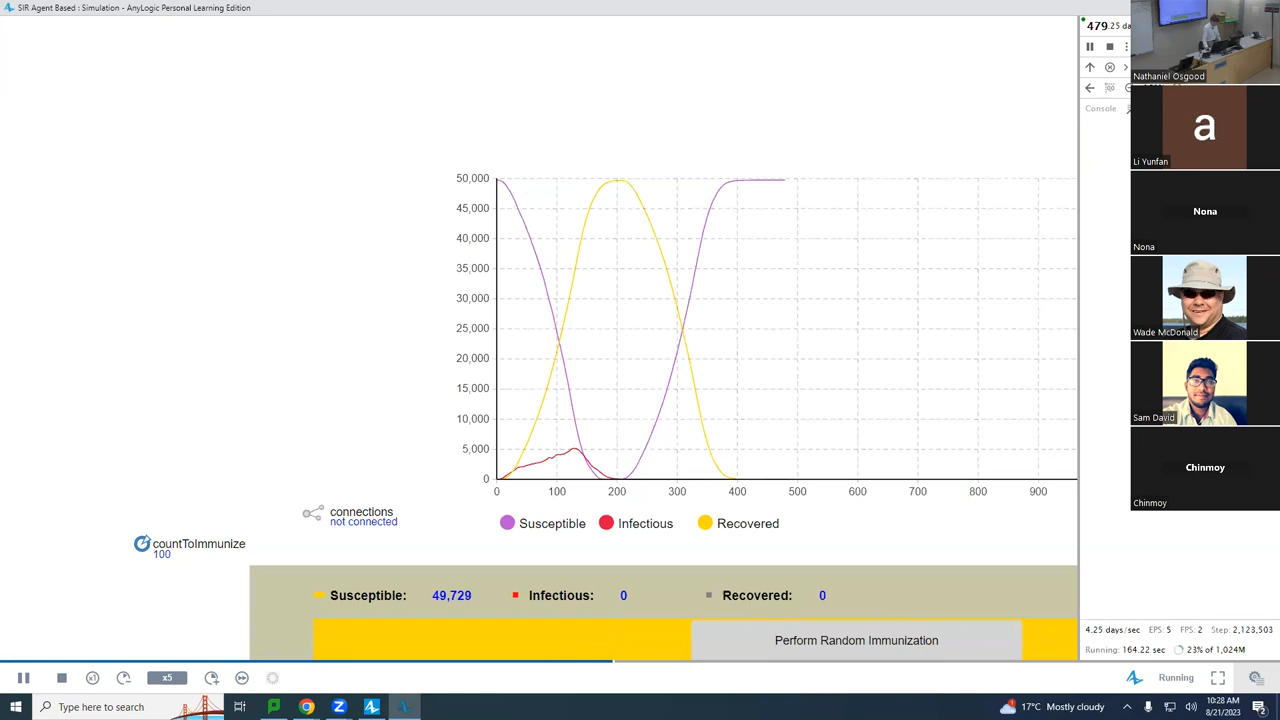 SIR Agent Based : Simulation - AnyLogic Personal Learning Edition
479.25 days
Console
Nathaniel Osgood
a
Li Yunfan
Nona
Nona
Wade McDonald
Sam David
Chinmoy
Chinmoy
50,000
45,000
40,000
35,000
30,000
25,000
20,000
15,000
10,000
5,000
0
0 100 200 300 400 500 600 700 800 900
Susceptible Infectious Recovered
connections
not connected
countToImmunize
100
Susceptible: 49,729 Infectious: 0 Recovered: 0
Perform Random Immunization
4.25 days/sec EPS: 5 FPS: 2 Step: 2,123,503
Running: 164.22 sec 23% of 1,024M
x1 x5 Running
Type here to search
17°C Mostly cloudy
10:28 AM
8/21/2023
2